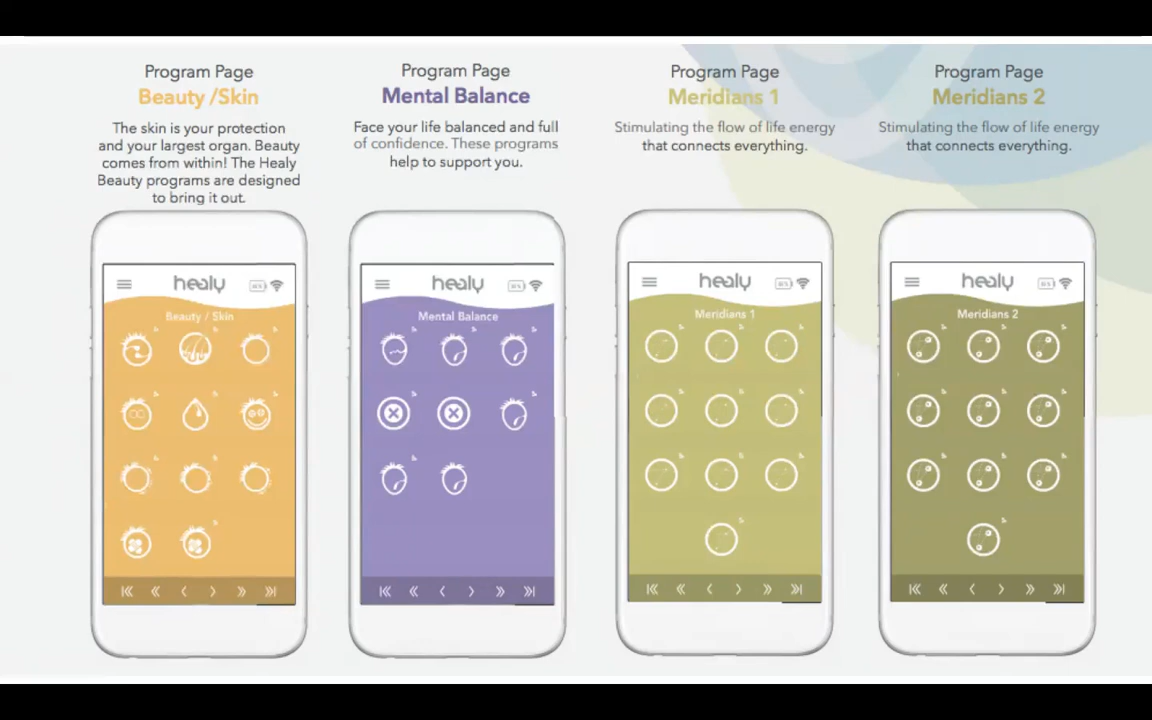 Program Page
Beauty /Skin
The skin is your protection
and your largest organ. Beauty
comes from within! The Healy
Beauty programs are designed
to bring it out.
healy
Beauty / Skin
Program Page
Mental Balance
Face your life balanced and full
of confidence. These programs
help to support you.
healy
Mental Balance
Program Page
Meridians 1
Stimulating the flow of life energy
that connects everything.
healy
Meridians 1
Program Page
Meridians 2
Stimulating the flow of life energy
that connects everything.
healy
Meridians 2